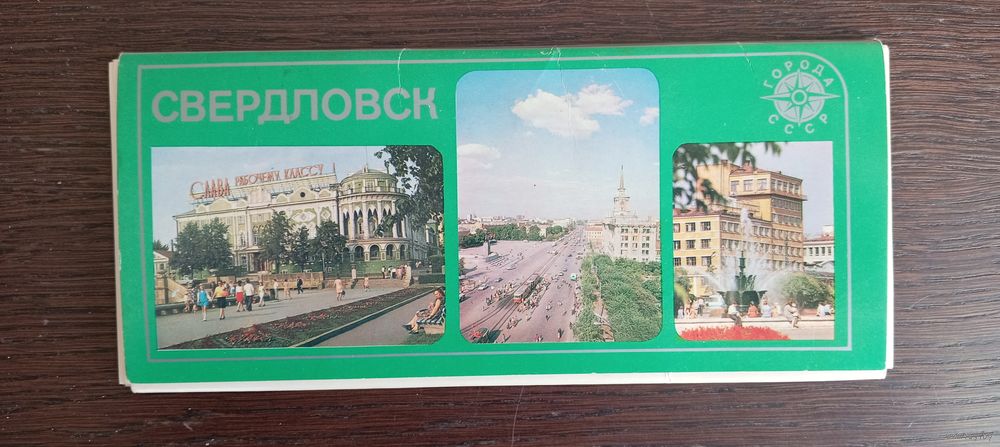 СВЕРДЛОВСК
ГОРОДА
СССР
СЛАВА РАБОЧЕМУ КЛАССУ!